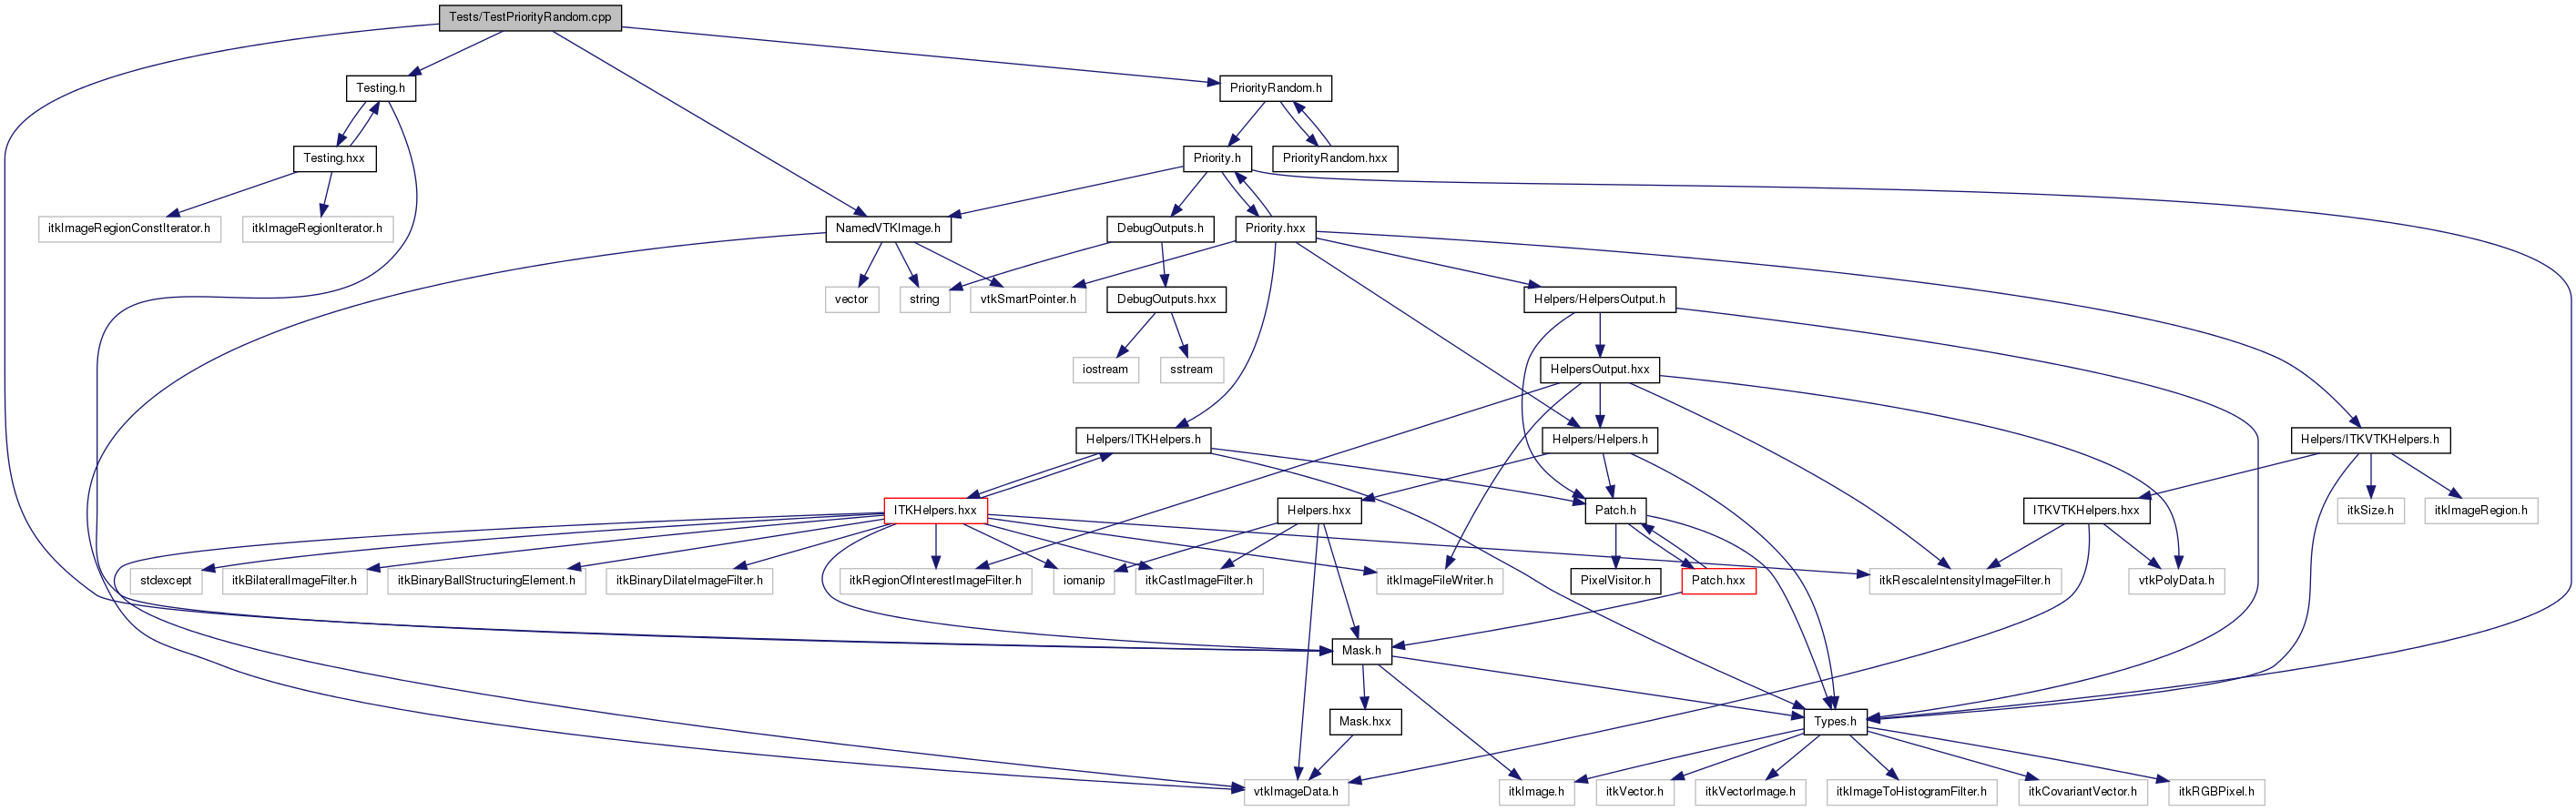 Tests/TestPriorityRandom.cpp
Testing.h
PriorityRandom.h
Testing.hxx
Priority.h
PriorityRandom.hxx
itkImageRegionConstIterator.h
itkImageRegionIterator.h
NamedVTKImage.h
DebugOutputs.h
Priority.hxx
vector
string
vtkSmartPointer.h
DebugOutputs.hxx
Helpers/HelpersOutput.h
iostream
sstream
HelpersOutput.hxx
Helpers/ITKHelpers.h
Helpers/Helpers.h
Helpers/ITKVTKHelpers.h
ITKHelpers.hxx
Helpers.hxx
Patch.h
ITKVTKHelpers.hxx
itkSize.h
itkImageRegion.h
stdexcept
itkBilateralImageFilter.h
itkBinaryBallStructuringElement.h
itkBinaryDilateImageFilter.h
itkRegionOfInterestImageFilter.h
iomanip
itkCastImageFilter.h
itkImageFileWriter.h
PixelVisitor.h
Patch.hxx
itkRescaleIntensityImageFilter.h
vtkPolyData.h
Mask.h
Mask.hxx
Types.h
vtkImageData.h
itkImage.h
itkVector.h
itkVectorImage.h
itkImageToHistogramFilter.h
itkCovariantVector.h
itkRGBPixel.h